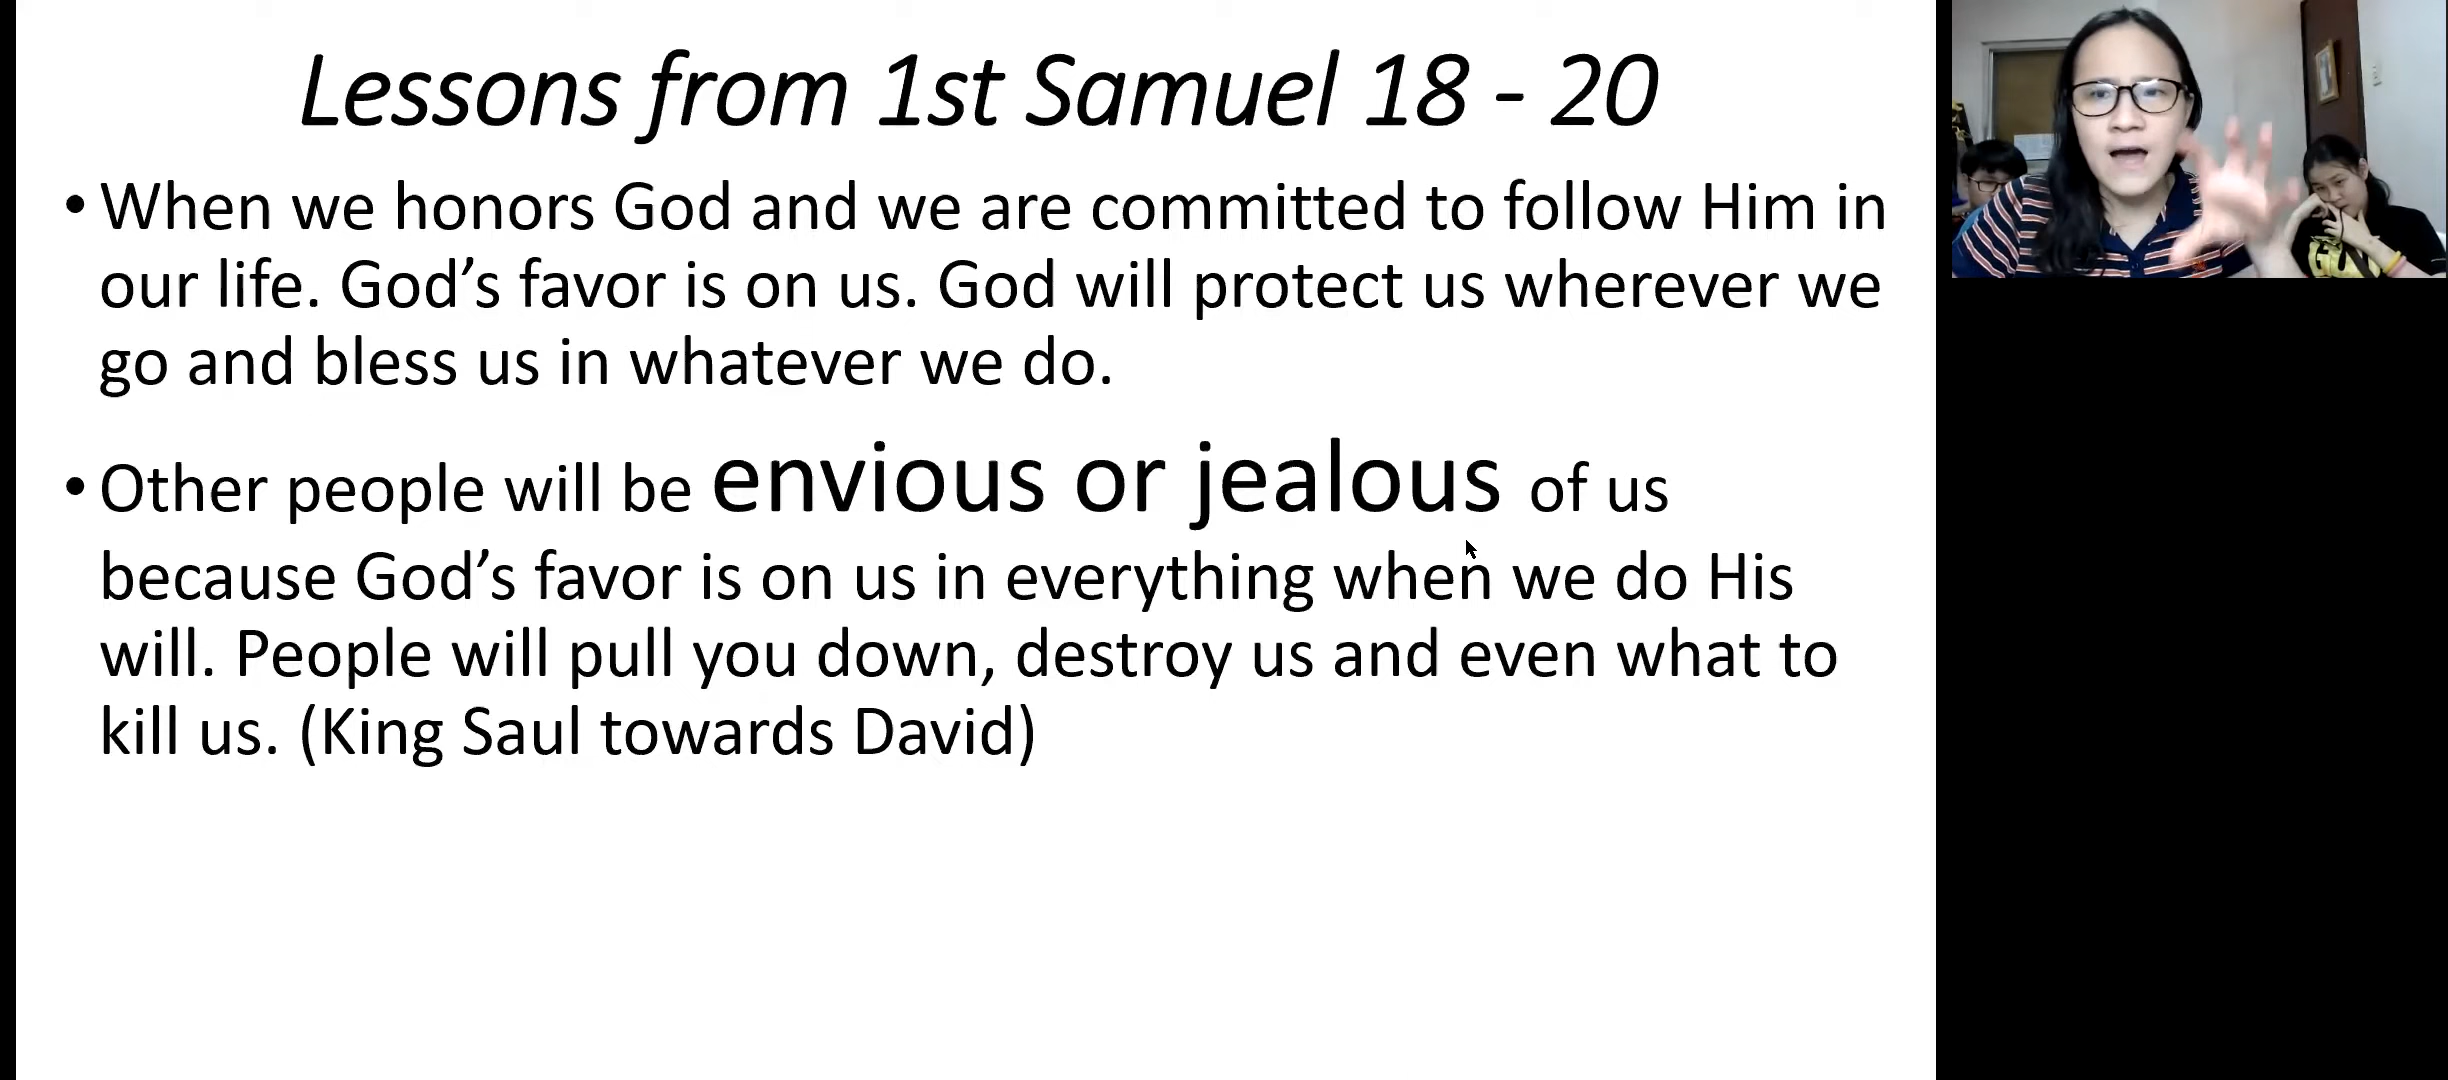 Lessons from 1st Samuel 18 - 20
• When we honors God and we are committed to follow Him in
our life. God’s favor is on us. God will protect us wherever we
go and bless us in whatever we do.
• Other people will be envious or jealous of us
because God’s favor is on us in everything when we do His
will. People will pull you down, destroy us and even what to
kill us. (King Saul towards David)